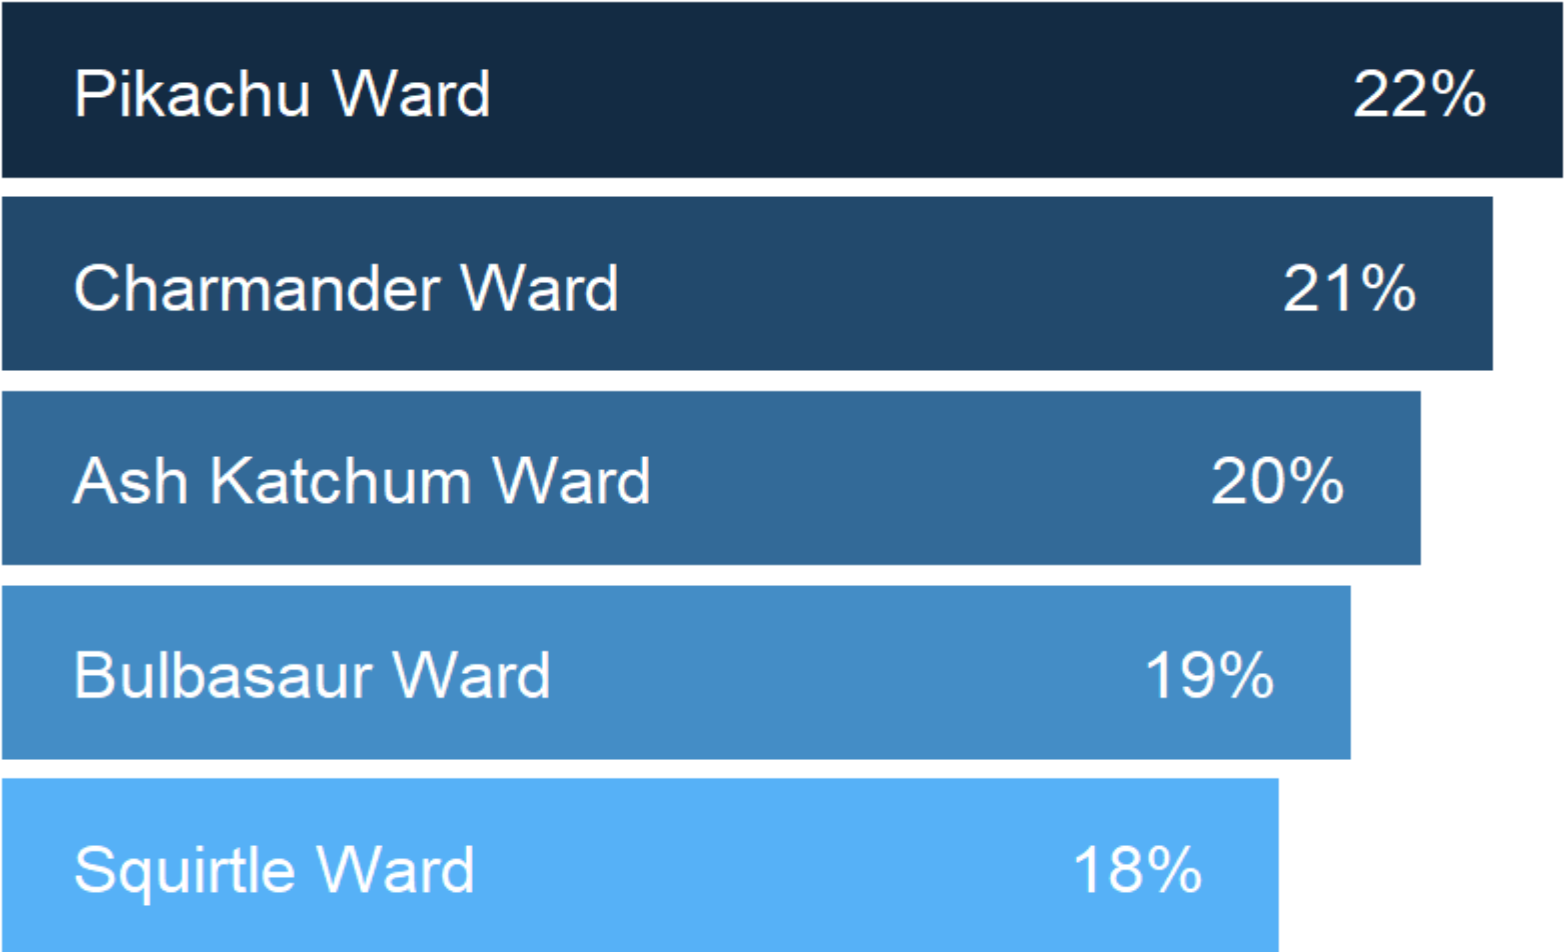 Pikachu Ward 22%
Charmander Ward 21%
Ash Katchum Ward 20%
Bulbasaur Ward 19%
Squirtle Ward 18%